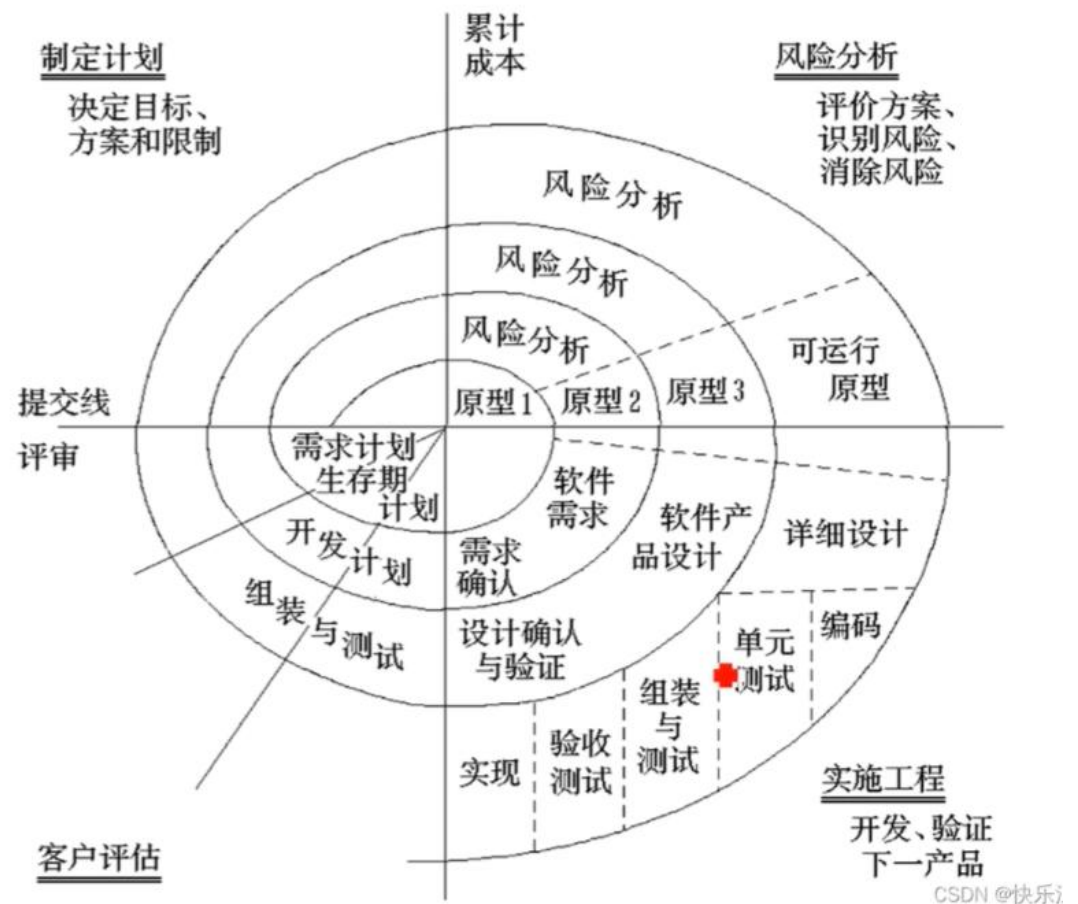 累计
成本
制定计划
决定目标、
方案和限制
风险分析
评价方案、
识别风险、
消除风险
风险分析
风险分析
风险分析
可运行
原型
原型1
原型2
原型3
提交线
评审
需求计划
生存期
计划
开发计划
组装与测试
软件
需求
需求
确认
软件产
品设计
详细设计
设计确认
与验证
编码
单元
测试
组装
与
测试
验收
测试
实现
实施工程
开发、验证
下一产品
客户评估
CSDN @快乐